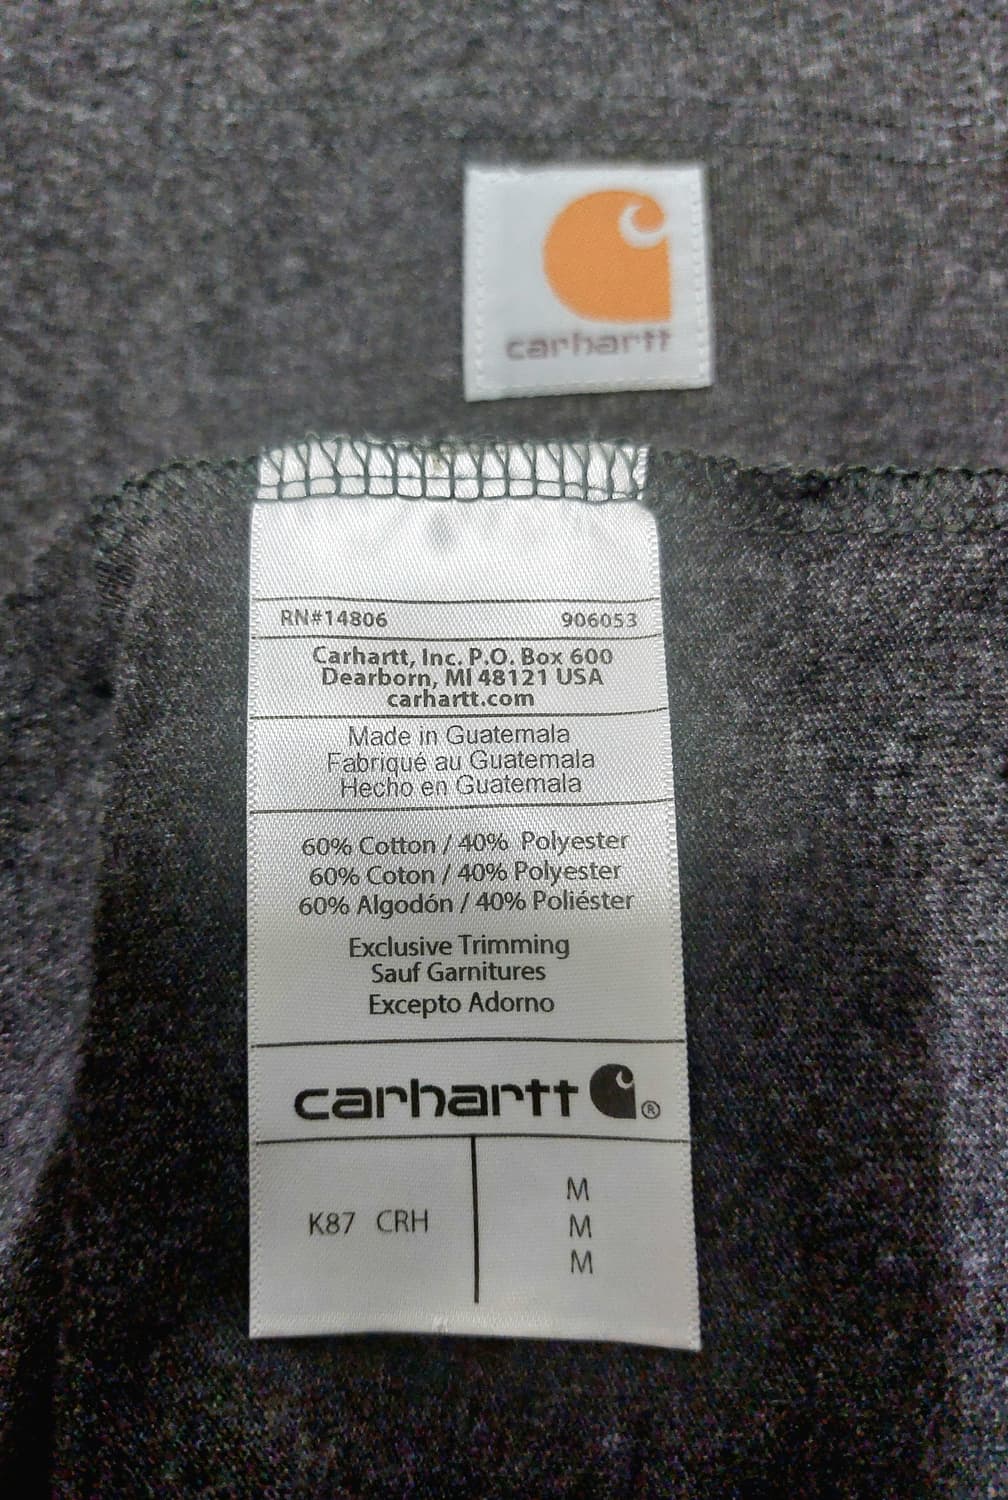 carhartt
RN#14806 906053
Carhartt, Inc. P.O. Box 600
Dearborn, MI 48121 USA
carhartt.com
Made in Guatemala
Fabriqué au Guatemala
Hecho en Guatemala
60% Cotton / 40% Polyester
60% Coton / 40% Polyester
60% Algodón / 40% Poliéster
Exclusive Trimming
Sauf Garnitures
Excepto Adorno
carhartt ®
K87 CRH
M
M
M